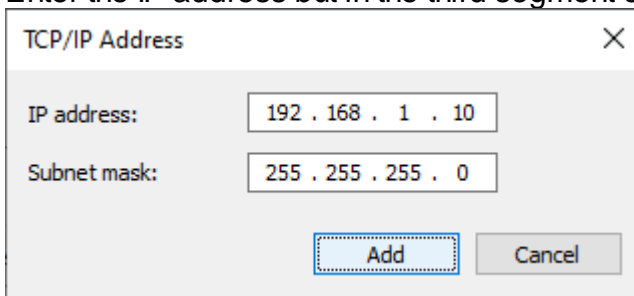 Enter the IP address but in the third segment
TCP/IP Address
IP address: 192 . 168 . 1 . 10
Subnet mask: 255 . 255 . 255 . 0
Add Cancel